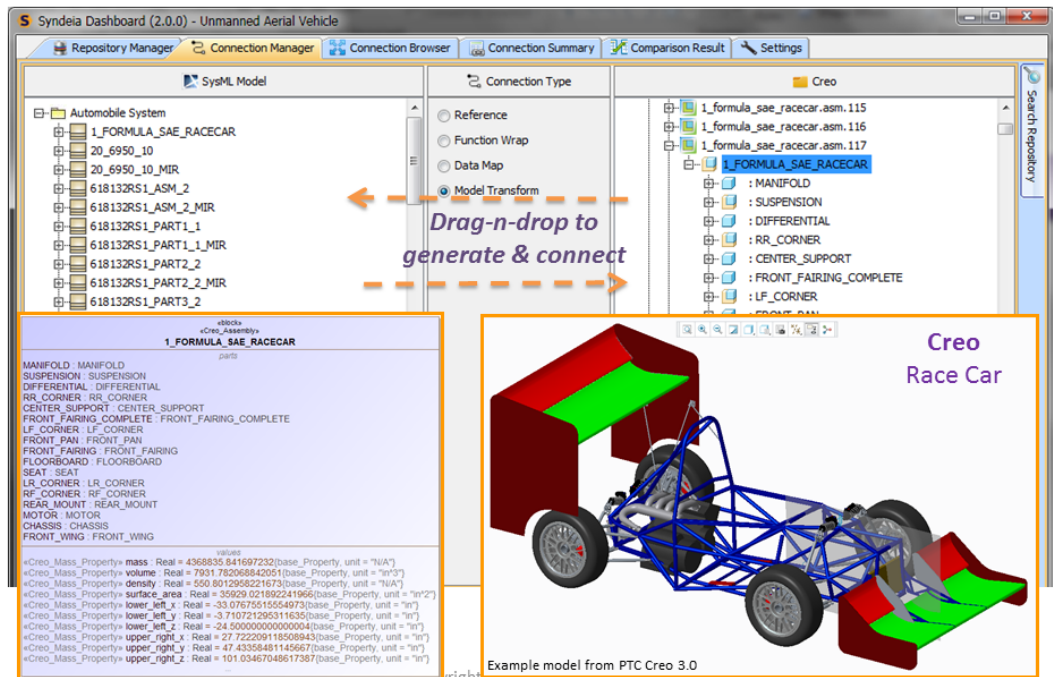 Syndeia Dashboard (2.0.0) - Unmanned Aerial Vehicle
Repository Manager
Connection Manager
Connection Browser
Connection Summary
Comparison Result
Settings
SysML Model
Automobile System
1_FORMULA_SAE_RACECAR
20_6950_10
20_6950_10_MIR
618132RS1_ASM_2
618132RS1_ASM_2_MIR
618132RS1_PART1_1
618132RS1_PART1_1_MIR
618132RS1_PART2_2
618132RS1_PART2_2_MIR
618132RS1_PART3_2
Connection Type
Reference
Function Wrap
Data Map
Model Transform
Drag-n-drop to
generate & connect
Creo
1_formula_sae_racecar.asm.115
1_formula_sae_racecar.asm.116
1_formula_sae_racecar.asm.117
1_FORMULA_SAE_RACECAR
: MANIFOLD
: SUSPENSION
: DIFFERENTIAL
: RR_CORNER
: CENTER_SUPPORT
: FRONT_FAIRING_COMPLETE
: LF_CORNER
: FRONT_PAN
Search Repository
«block»
«Creo_Assembly»
1_FORMULA_SAE_RACECAR
parts
MANIFOLD : MANIFOLD
SUSPENSION : SUSPENSION
DIFFERENTIAL : DIFFERENTIAL
RR_CORNER : RR_CORNER
CENTER_SUPPORT : CENTER_SUPPORT
FRONT_FAIRING_COMPLETE : FRONT_FAIRING_COMPLETE
LF_CORNER : LF_CORNER
FRONT_PAN : FRONT_PAN
FRONT_FAIRING : FRONT_FAIRING
FLOORBOARD : FLOORBOARD
SEAT : SEAT
LR_CORNER : LR_CORNER
RF_CORNER : RF_CORNER
REAR_MOUNT : REAR_MOUNT
MOTOR : MOTOR
CHASSIS : CHASSIS
FRONT_WING : FRONT_WING
values
«Creo_Mass_Property» mass : Real = 4368835.841697232{base_Property, unit = "N/A"}
«Creo_Mass_Property» volume : Real = 7931.782068842051{base_Property, unit = "in^3"}
«Creo_Mass_Property» density : Real = 550.8012958221673{base_Property, unit = "N/A"}
«Creo_Mass_Property» surface_area : Real = 35929.021892241966{base_Property, unit = "in^2"}
«Creo_Mass_Property» lower_left_x : Real = -33.07675515554973{base_Property, unit = "in"}
«Creo_Mass_Property» lower_left_y : Real = -3.710721295311635{base_Property, unit = "in"}
«Creo_Mass_Property» lower_left_z : Real = -24.500000000000004{base_Property, unit = "in"}
«Creo_Mass_Property» upper_right_x : Real = 27.722209118508943{base_Property, unit = "in"}
«Creo_Mass_Property» upper_right_y : Real = 47.43358481145667{base_Property, unit = "in"}
«Creo_Mass_Property» upper_right_z : Real = 101.03467048617387{base_Property, unit = "in"}
Creo
Race Car
Example model from PTC Creo 3.0